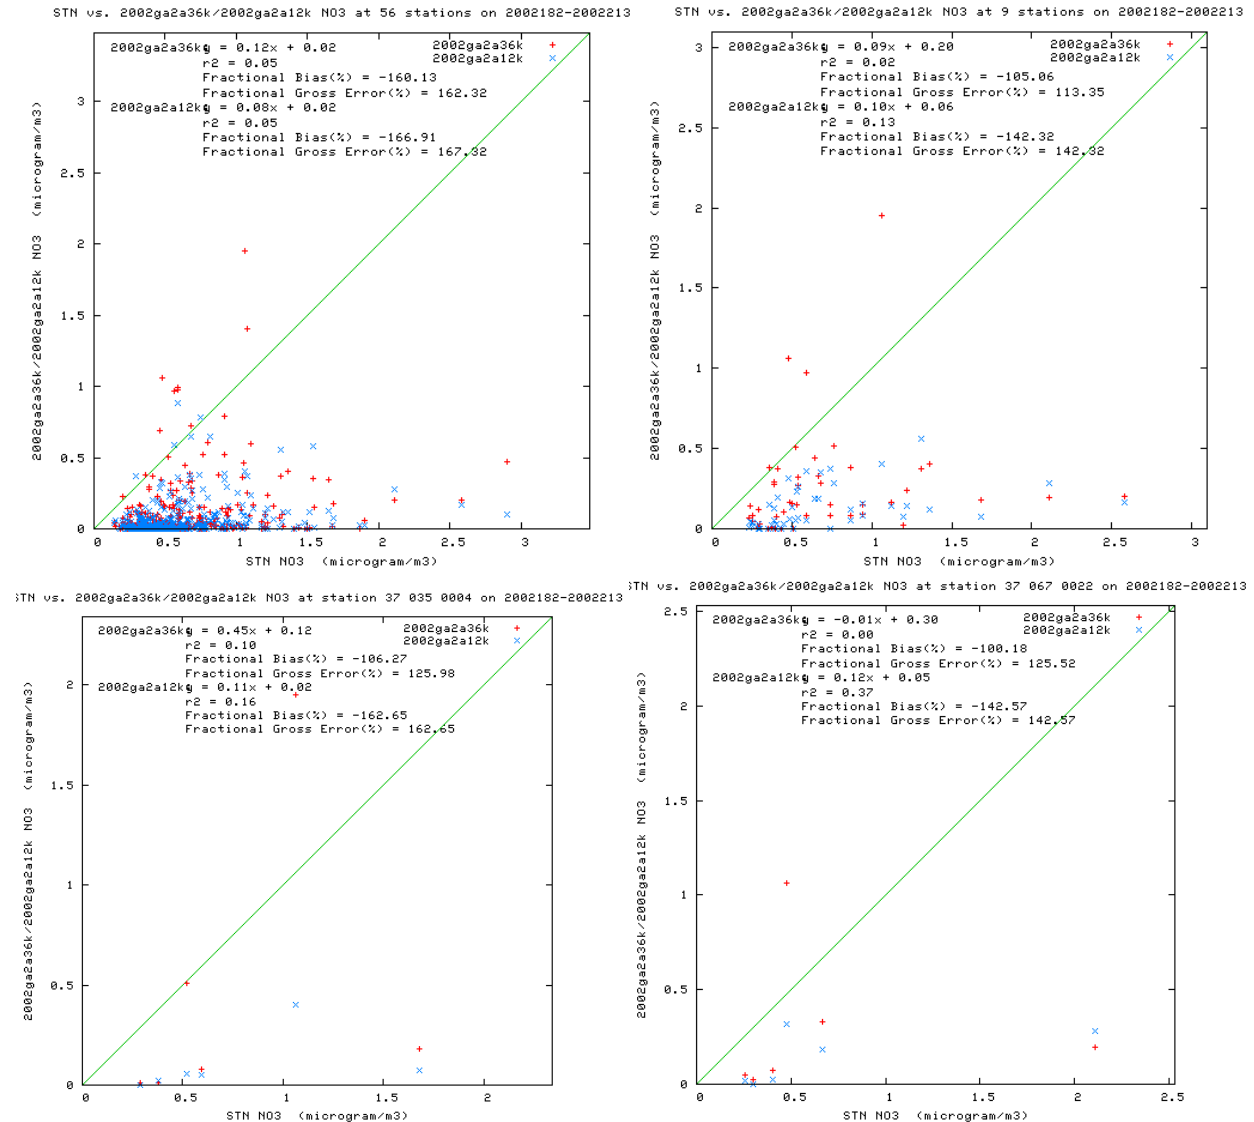 STN vs. 2002ga2a36k/2002ga2a12k NO3 at 56 stations on 2002182-2002213
2002ga2a36k y = 0.12x + 0.02
r2 = 0.05
Fractional Bias(%) = -160.13
Fractional Gross Error(%) = 162.32
2002ga2a12k y = 0.08x + 0.02
r2 = 0.05
Fractional Bias(%) = -166.91
Fractional Gross Error(%) = 167.32
2002ga2a36k
2002ga2a12k
2002ga2a36k/2002ga2a12k NO3 (microgram/m3)
3
2.5
2
1.5
1
0.5
0
0 0.5 1 1.5 2 2.5 3
STN NO3 (microgram/m3)
STN vs. 2002ga2a36k/2002ga2a12k NO3 at 9 stations on 2002182-2002213
2002ga2a36k y = 0.09x + 0.20
r2 = 0.02
Fractional Bias(%) = -105.06
Fractional Gross Error(%) = 113.35
2002ga2a12k y = 0.10x + 0.06
r2 = 0.13
Fractional Bias(%) = -142.32
Fractional Gross Error(%) = 142.32
2002ga2a36k
2002ga2a12k
2002ga2a36k/2002ga2a12k NO3 (microgram/m3)
3
2.5
2
1.5
1
0.5
0
0 0.5 1 1.5 2 2.5 3
STN NO3 (microgram/m3)
STN vs. 2002ga2a36k/2002ga2a12k NO3 at station 37 035 0004 on 2002182-2002213
2002ga2a36k y = 0.45x + 0.12
r2 = 0.10
Fractional Bias(%) = -106.27
Fractional Gross Error(%) = 125.98
2002ga2a12k y = 0.11x + 0.02
r2 = 0.16
Fractional Bias(%) = -162.65
Fractional Gross Error(%) = 162.65
2002ga2a36k
2002ga2a12k
2002ga2a36k/2002ga2a12k NO3 (microgram/m3)
2
1.5
1
0.5
0
0 0.5 1 1.5 2
STN NO3 (microgram/m3)
STN vs. 2002ga2a36k/2002ga2a12k NO3 at station 37 067 0022 on 2002182-2002213
2002ga2a36k y = -0.01x + 0.30
r2 = 0.00
Fractional Bias(%) = -100.18
Fractional Gross Error(%) = 125.52
2002ga2a12k y = 0.12x + 0.05
r2 = 0.37
Fractional Bias(%) = -142.57
Fractional Gross Error(%) = 142.57
2002ga2a36k
2002ga2a12k
2002ga2a36k/2002ga2a12k NO3 (microgram/m3)
2.5
2
1.5
1
0.5
0
0 0.5 1 1.5 2 2.5
STN NO3 (microgram/m3)